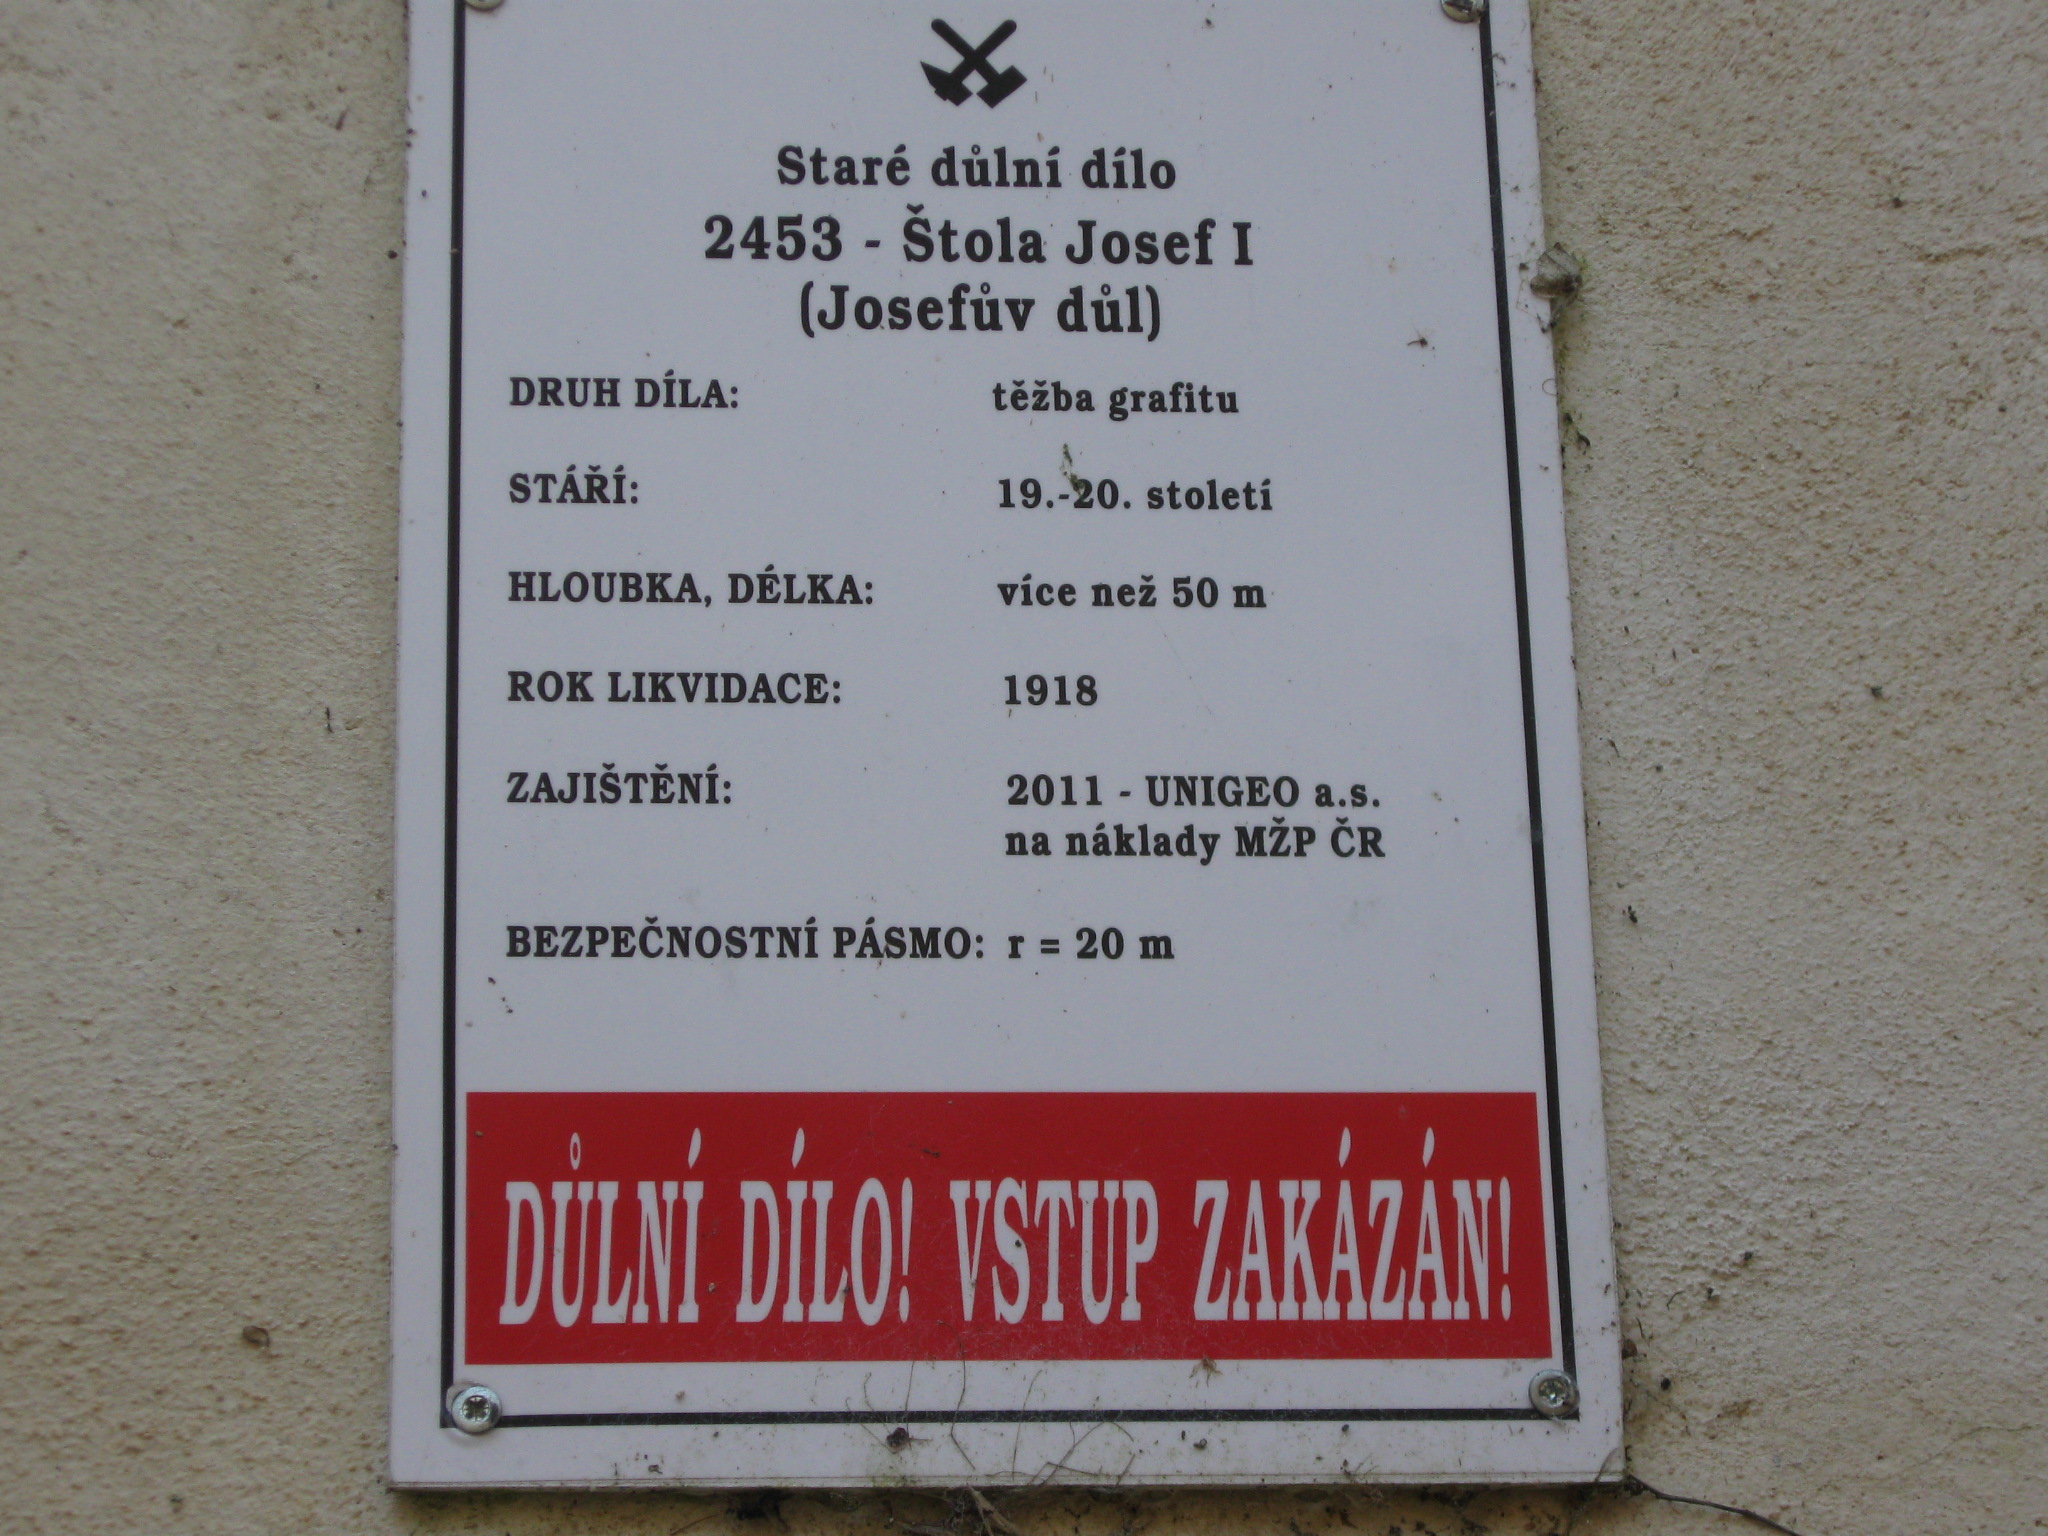 Staré důlní dílo
2453 - Štola Josef I
(Josefův důl)
DRUH DÍLA: těžba grafitu
STÁŘÍ: 19.-20. století
HLOUBKA, DÉLKA: více než 50 m
ROK LIKVIDACE: 1918
ZAJIŠTĚNÍ: 2011 - UNIGEO a.s.
na náklady MŽP ČR
BEZPEČNOSTNÍ PÁSMO: r = 20 m
DŮLNÍ DÍLO! VSTUP ZAKÁZÁN!